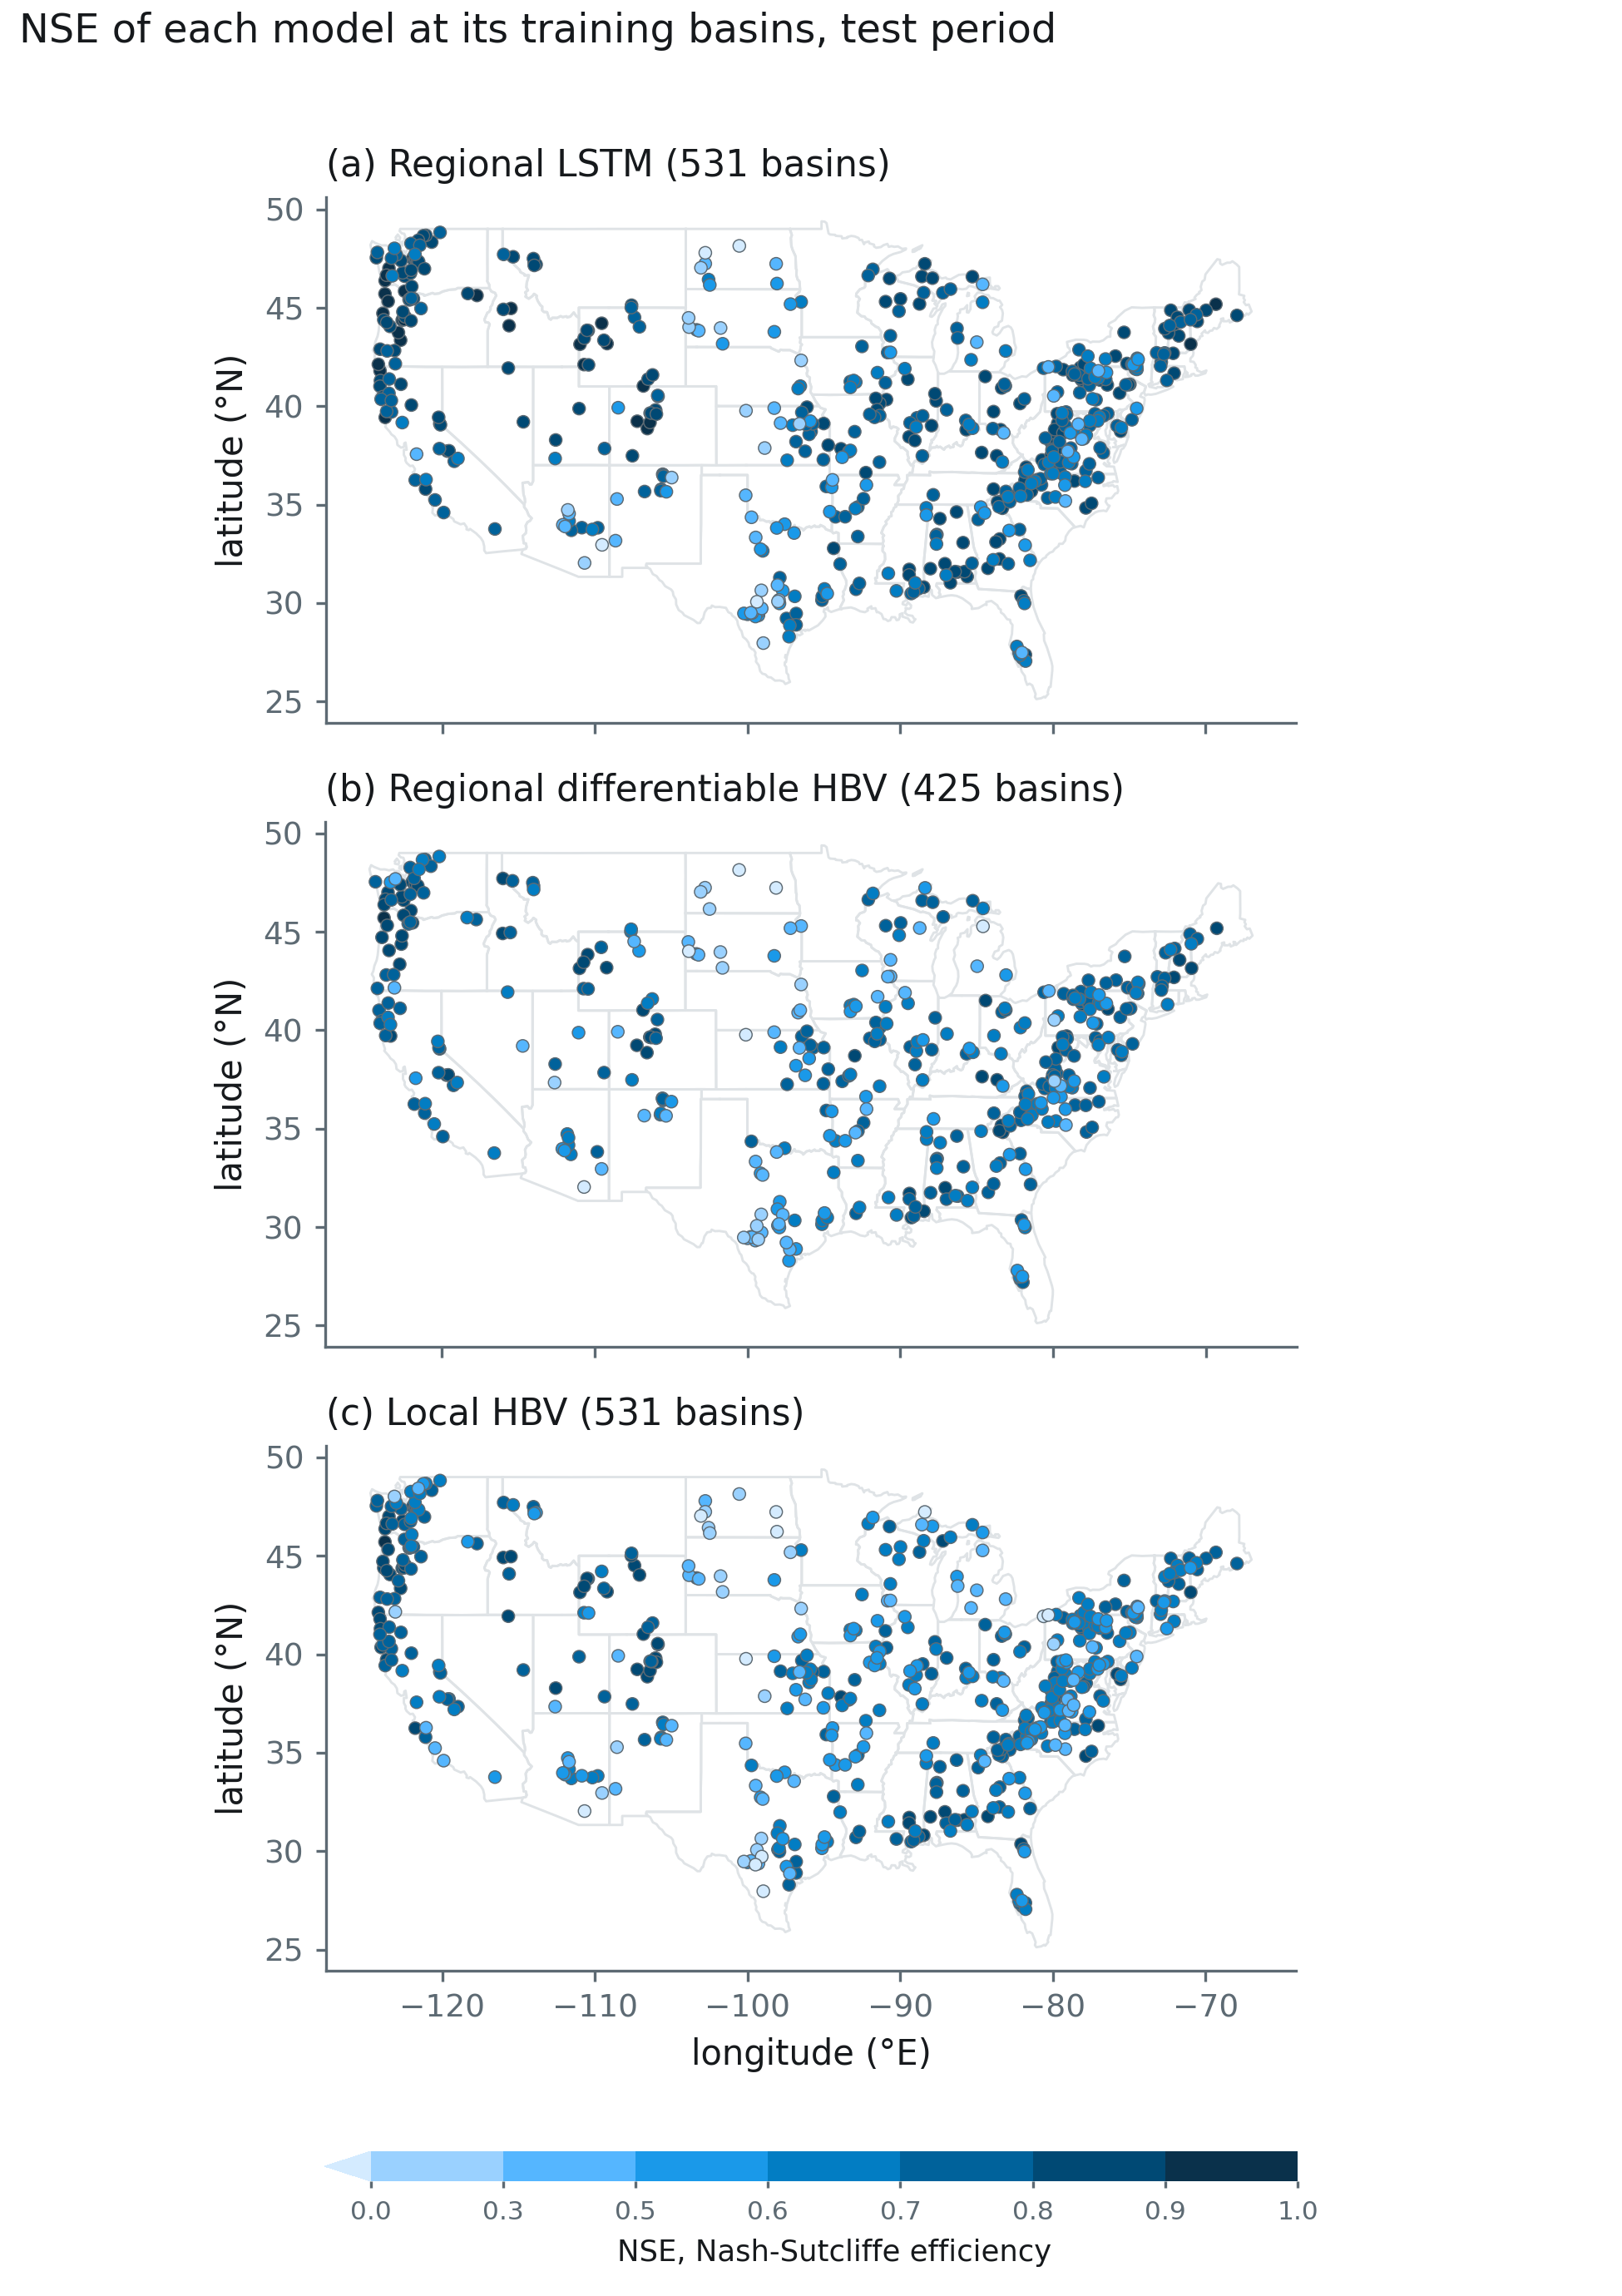 NSE of each model at its training basins, test period
(a) Regional LSTM (531 basins)
50
45
40
35
30
25
latitude (°N)
(b) Regional differentiable HBV (425 basins)
50
45
40
35
30
25
latitude (°N)
(c) Local HBV (531 basins)
50
45
40
35
30
25
latitude (°N)
−120 −110 −100 −90 −80 −70
longitude (°E)
0.0 0.3 0.5 0.6 0.7 0.8 0.9 1.0
NSE, Nash-Sutcliffe efficiency